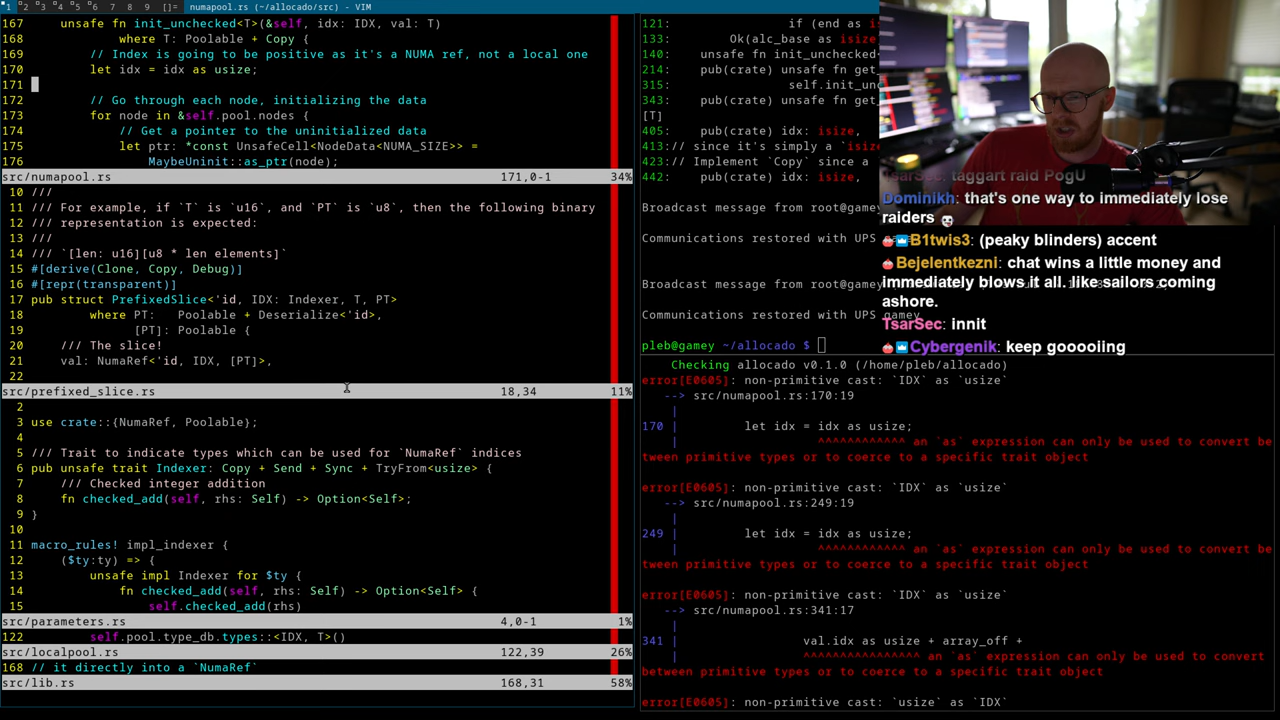 1 2 3 4 5 6 7 8 9 []= numapool.rs (~/allocado/src) - VIM
167 unsafe fn init_unchecked<T>(&self, idx: IDX, val: T)
168 where T: Poolable + Copy {
169 // Index is going to be positive as it's a NUMA ref, not a local one
170 let idx = idx as usize;
171
172 // Go through each node, initializing the data
173 for node in &self.pool.nodes {
174 // Get a pointer to the uninitialized data
175 let ptr: *const UnsafeCell<NodeData<NUMA_SIZE>> =
176 MaybeUninit::as_ptr(node);
src/numapool.rs 171,0-1 34%
10 ///
11 /// For example, if `T` is `u16`, and `PT` is `u8`, then the following binary
12 /// representation is expected:
13 ///
14 /// `[len: u16][u8 * len elements]`
15 #[derive(Clone, Copy, Debug)]
16 #[repr(transparent)]
17 pub struct PrefixedSlice<'id, IDX: Indexer, T, PT>
18 where PT: Poolable + Deserialize<'id>,
19 [PT]: Poolable {
20 /// The slice!
21 val: NumaRef<'id, IDX, [PT]>,
22
src/prefixed_slice.rs 18,34 11%
2
3 use crate::{NumaRef, Poolable};
4
5 /// Trait to indicate types which can be used for `NumaRef` indices
6 pub unsafe trait Indexer: Copy + Send + Sync + TryFrom<usize> {
7 /// Checked integer addition
8 fn checked_add(self, rhs: Self) -> Option<Self>;
9 }
10
11 macro_rules! impl_indexer {
12 ($ty:ty) => {
13 unsafe impl Indexer for $ty {
14 fn checked_add(self, rhs: Self) -> Option<Self> {
15 self.checked_add(rhs)
src/parameters.rs 4,0-1 1%
122 self.pool.type_db.types::<IDX, T>()
src/localpool.rs 122,39 26%
168 // it directly into a `NumaRef`
src/lib.rs 168,31 58%
121: if (end as is
133: Ok(alc_base as isize
140: unsafe fn init_unchecked
214: pub(crate) unsafe fn get_
315: self.init_un
343: pub(crate) unsafe fn get_
[T]
405: pub(crate) idx: isize,
413:// since it's simply a `isize
423:// Implement `Copy` since a
442: pub(crate) idx: isize,
Broadcast message from root@gamey
Communications restored with UPS
Broadcast message from root@gamey
Communications restored with UPS gamey
pleb@gamey ~/allocado $
TsarSec: taggart raid PogU
Dominikh: that's one way to immediately lose
raiders
B1twis3: (peaky blinders) accent
Bejelentkezni: chat wins a little money and
immediately blows it all. like sailors coming
ashore.
TsarSec: innit
Cybergenik: keep gooooiing
Checking allocado v0.1.0 (/home/pleb/allocado)
error[E0605]: non-primitive cast: `IDX` as `usize`
--> src/numapool.rs:170:19
|
170 | let idx = idx as usize;
| ^^^^^^^^^^^^ an `as` expression can only be used to convert be
tween primitive types or to coerce to a specific trait object
error[E0605]: non-primitive cast: `IDX` as `usize`
--> src/numapool.rs:249:19
|
249 | let idx = idx as usize;
| ^^^^^^^^^^^^ an `as` expression can only be used to convert be
tween primitive types or to coerce to a specific trait object
error[E0605]: non-primitive cast: `IDX` as `usize`
--> src/numapool.rs:341:17
|
341 | val.idx as usize + array_off +
| ^^^^^^^^^^^^^^^^ an `as` expression can only be used to convert
between primitive types or to coerce to a specific trait object
error[E0605]: non-primitive cast: `usize` as `IDX`